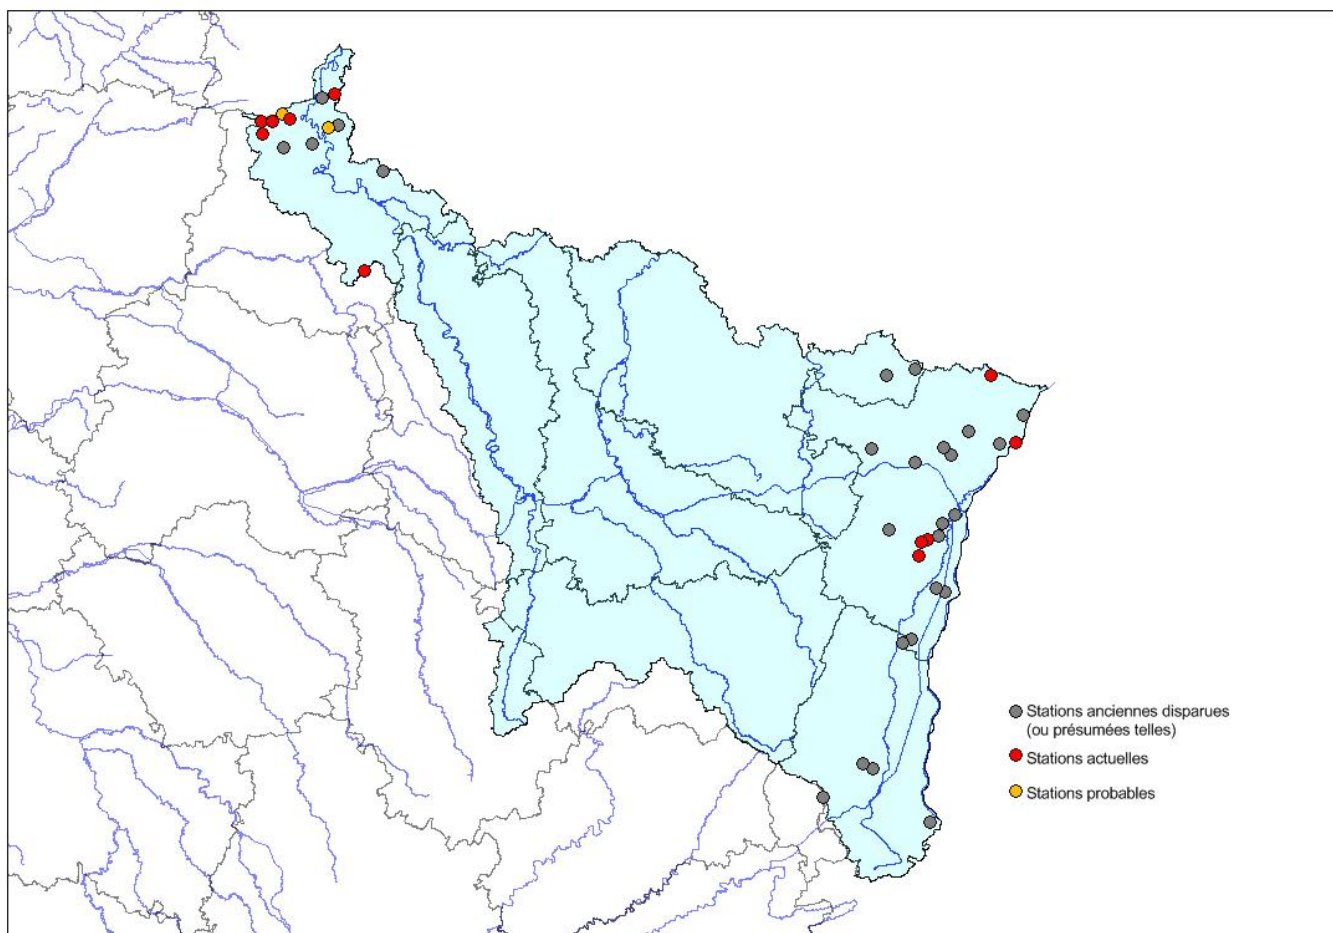 Stations anciennes disparues
(ou présumées telles)
Stations actuelles
Stations probables